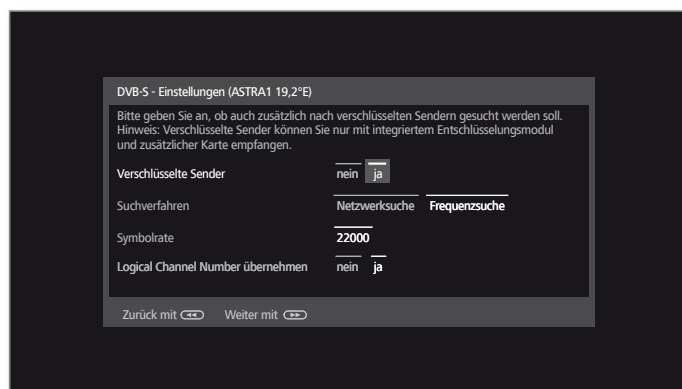 DVB-S - Einstellungen (ASTRA1 19,2°E)
Bitte geben Sie an, ob auch zusätzlich nach verschlüsselten Sendern gesucht werden soll.
Hinweis: Verschlüsselte Sender können Sie nur mit integriertem Entschlüsselungsmodul
und zusätzlicher Karte empfangen.
Verschlüsselte Sender nein ja
Suchverfahren Netzwerksuche Frequenzsuche
Symbolrate 22000
Logical Channel Number übernehmen nein ja
Zurück mit ◀◀ Weiter mit ▶▶